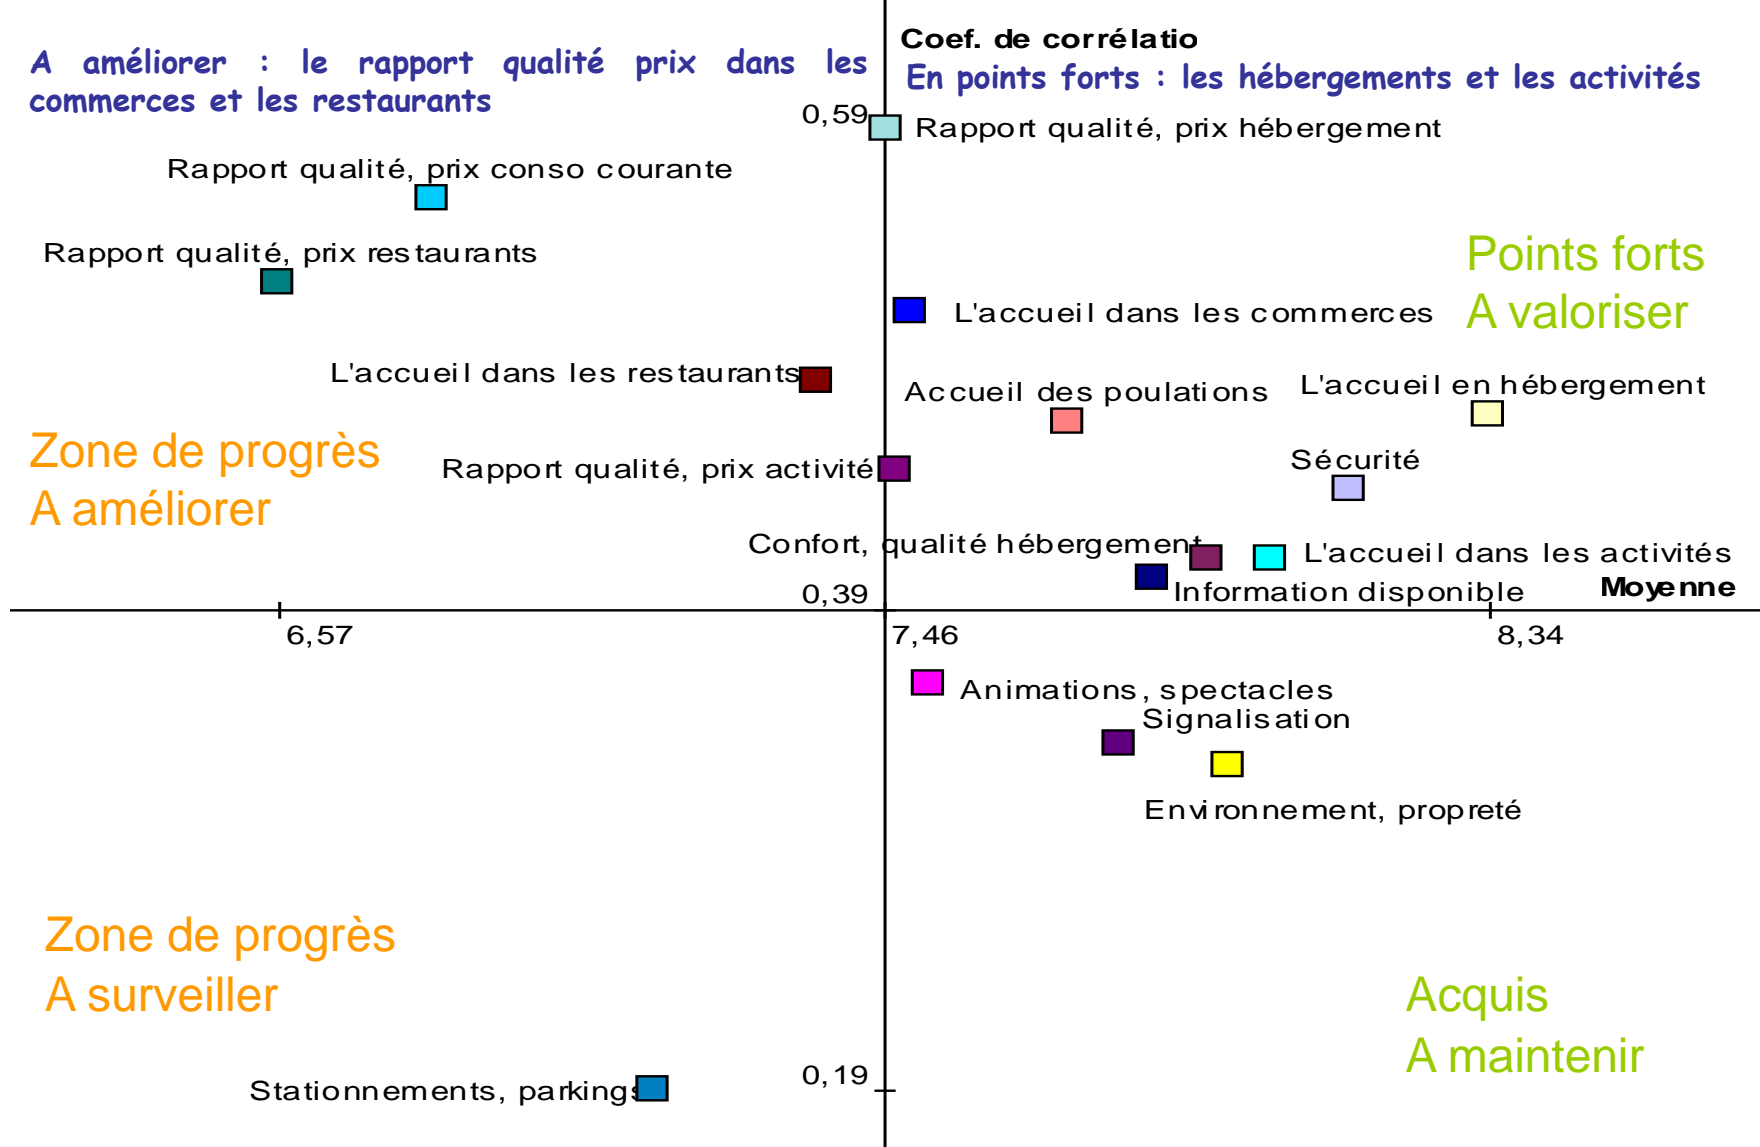 Coef. de corrélatio
A améliorer : le rapport qualité prix dans les
commerces et les restaurants
En points forts : les hébergements et les activités
0,59
Rapport qualité, prix hébergement
Rapport qualité, prix conso courante
Rapport qualité, prix restaurants
Points forts
A valoriser
L'accueil dans les commerces
L'accueil dans les restaurants
Accueil des poulations
L'accueil en hébergement
Zone de progrès
A améliorer
Rapport qualité, prix activité
Sécurité
Confort, qualité hébergement
L'accueil dans les activités
Information disponible
Moyenne
0,39
6,57
7,46
8,34
Animations, spectacles
Signalisation
Environnement, propreté
Zone de progrès
A surveiller
Acquis
A maintenir
0,19
Stationnements, parkings